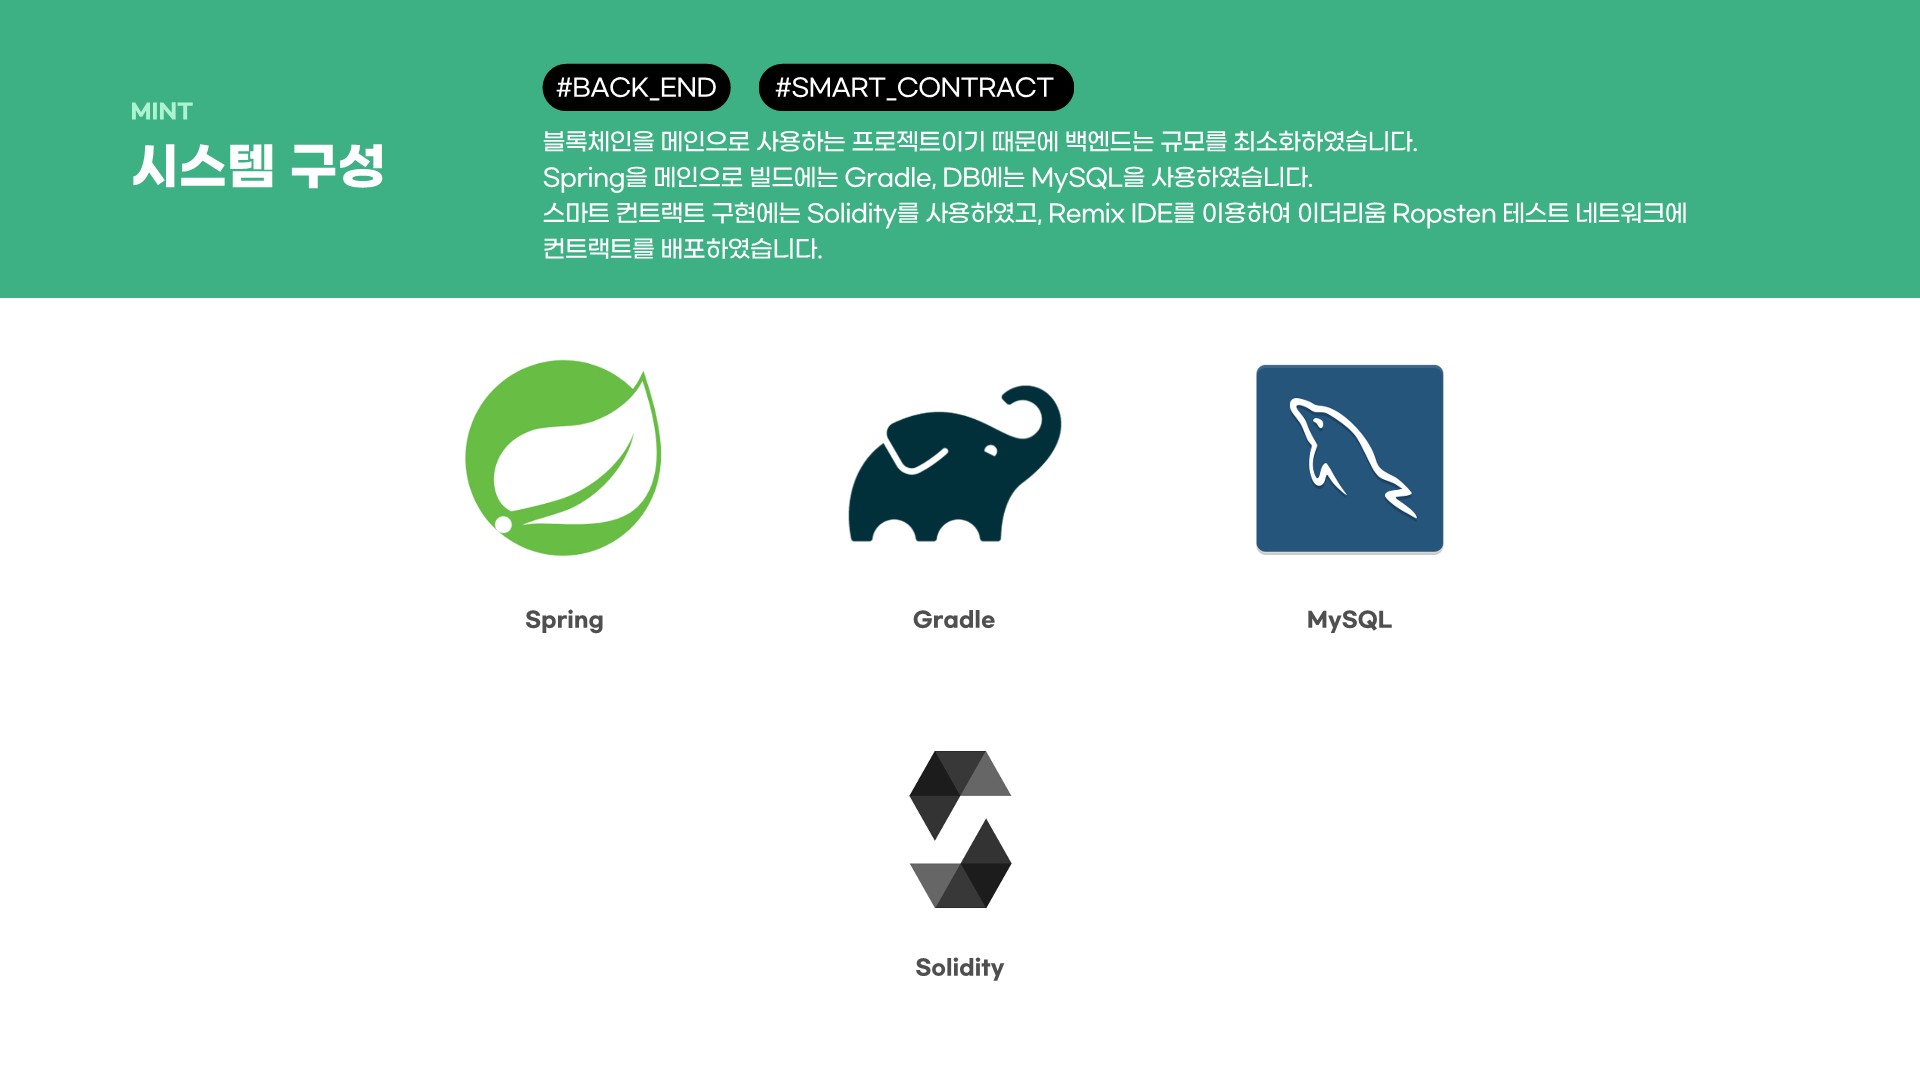 MINT
시스템 구성
#BACK_END #SMART_CONTRACT
블록체인을 메인으로 사용하는 프로젝트이기 때문에 백엔드는 규모를 최소화하였습니다.
Spring을 메인으로 빌드에는 Gradle, DB에는 MySQL을 사용하였습니다.
스마트 컨트랙트 구현에는 Solidity를 사용하였고, Remix IDE를 이용하여 이더리움 Ropsten 테스트 네트워크에
컨트랙트를 배포하였습니다.
Spring
Gradle
MySQL
Solidity